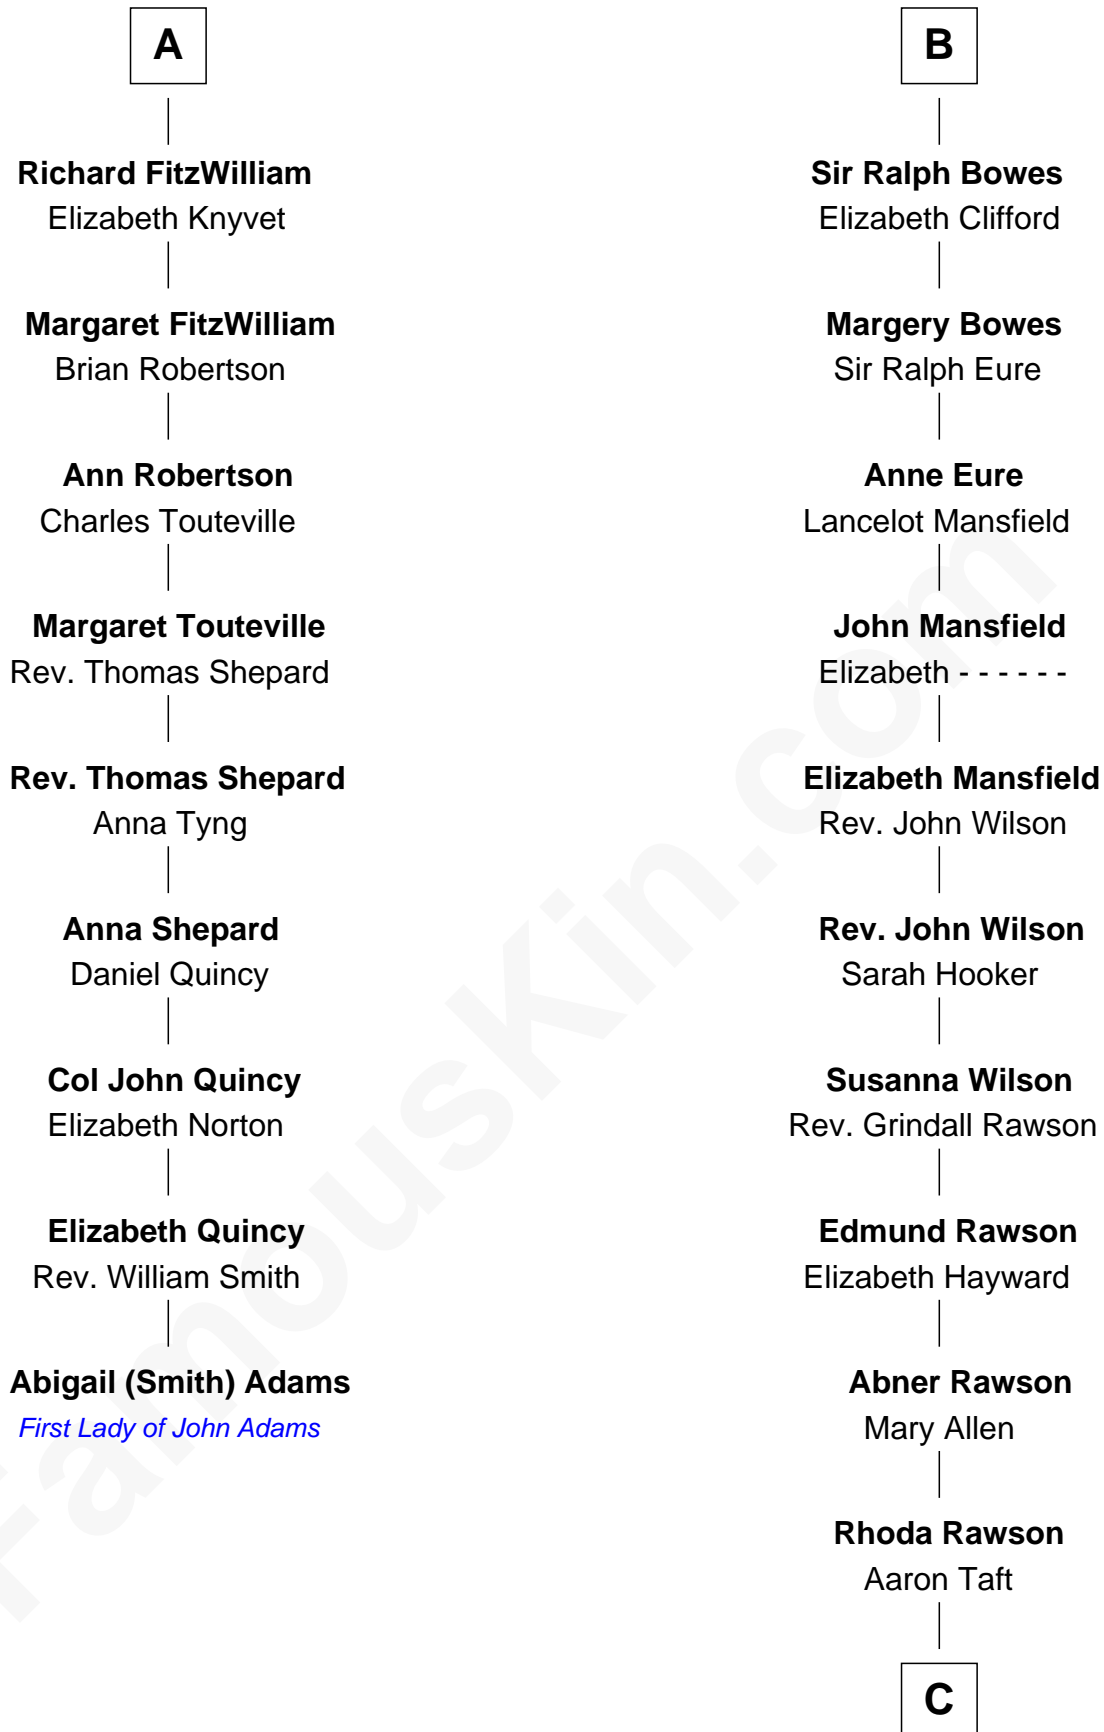 A
Richard FitzWilliam
Elizabeth Knyvet
Margaret FitzWilliam
Brian Robertson
Ann Robertson
Charles Touteville
Margaret Touteville
Rev. Thomas Shepard
Rev. Thomas Shepard
Anna Tyng
Anna Shepard
Daniel Quincy
Col John Quincy
Elizabeth Norton
Elizabeth Quincy
Rev. William Smith
Abigail (Smith) Adams
First Lady of John Adams
B
Sir Ralph Bowes
Elizabeth Clifford
Margery Bowes
Sir Ralph Eure
Anne Eure
Lancelot Mansfield
John Mansfield
Elizabeth - - - - - -
Elizabeth Mansfield
Rev. John Wilson
Rev. John Wilson
Sarah Hooker
Susanna Wilson
Rev. Grindall Rawson
Edmund Rawson
Elizabeth Hayward
Abner Rawson
Mary Allen
Rhoda Rawson
Aaron Taft
C
FamousKin.com